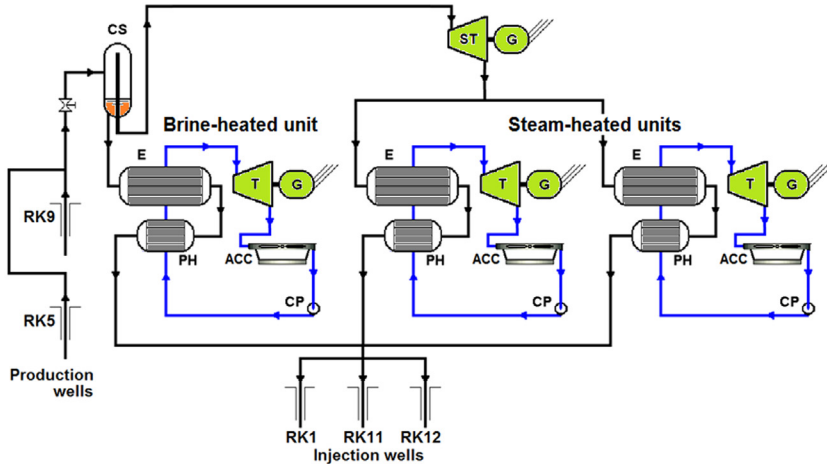 CS
ST
G
Brine-heated unit
Steam-heated units
E
E
E
T
G
T
G
T
G
RK9
PH
ACC
PH
ACC
PH
ACC
CP
CP
CP
RK5
Production
wells
RK1
RK11
RK12
Injection wells